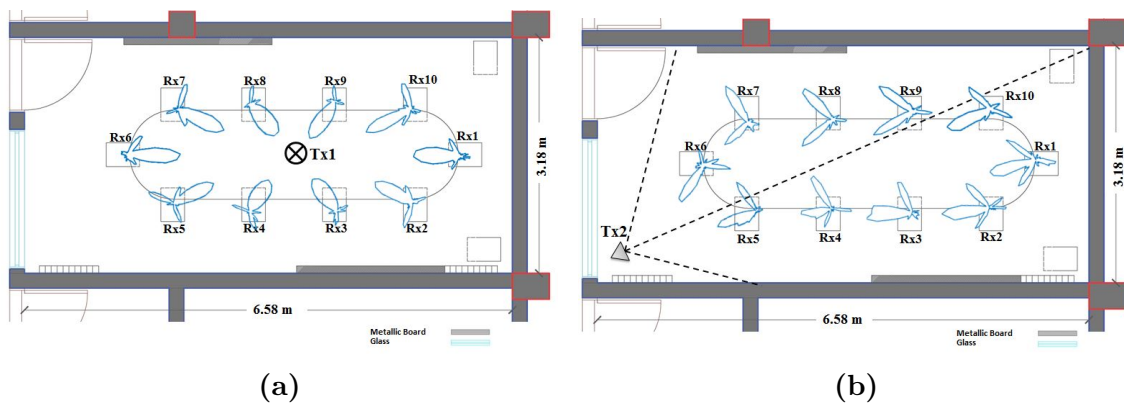 Rx7 Rx8 Rx9 Rx10
Rx6 Tx1 Rx1
Rx5 Rx4 Rx3 Rx2
3.18 m
6.58 m
Metallic Board
Glass
(a)
Rx7 Rx8 Rx9 Rx10
Rx6 Rx1
Rx5 Rx4 Rx3 Rx2
Tx2
3.18 m
6.58 m
Metallic Board
Glass
(b)